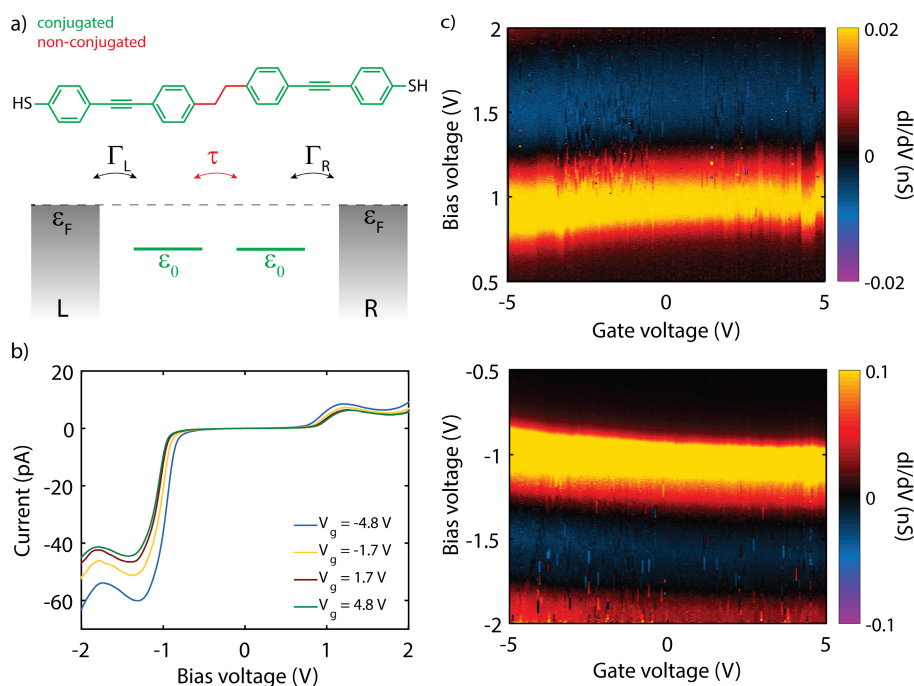 a)
conjugated
non-conjugated
HS
SH
Γ_L
τ
Γ_R
ε_F
ε_F
ε_0
ε_0
L
R
b)
20
0
-20
-40
-60
Current (pA)
V_g = -4.8 V
V_g = -1.7 V
V_g = 1.7 V
V_g = 4.8 V
-2
-1
0
1
2
Bias voltage (V)
c)
2
1.5
1
0.5
Bias voltage (V)
-5
0
5
Gate voltage (V)
0.02
0
-0.02
dI/dV (nS)
-0.5
-1
-1.5
-2
Bias voltage (V)
-5
0
5
Gate voltage (V)
0.1
0
-0.1
dI/dV (nS)